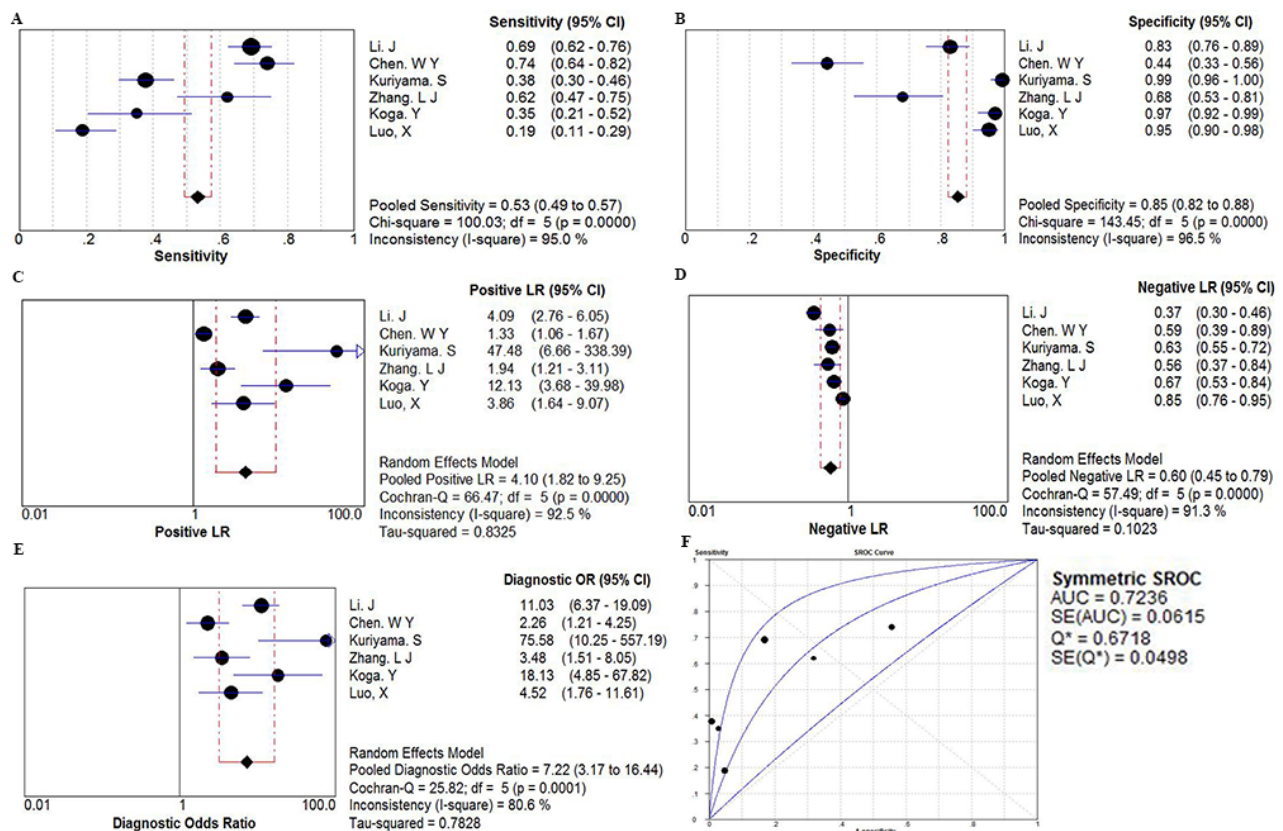 A
Sensitivity (95% CI)
Li. J 0.69 (0.62 - 0.76)
Chen. W Y 0.74 (0.64 - 0.82)
Kuriyama. S 0.38 (0.30 - 0.46)
Zhang. L J 0.62 (0.47 - 0.75)
Koga. Y 0.35 (0.21 - 0.52)
Luo, X 0.19 (0.11 - 0.29)
Pooled Sensitivity = 0.53 (0.49 to 0.57)
Chi-square = 100.03; df = 5 (p = 0.0000)
Inconsistency (I-square) = 95.0 %
0 .2 .4 .6 .8 1
Sensitivity
B
Specificity (95% CI)
Li. J 0.83 (0.76 - 0.89)
Chen. W Y 0.44 (0.33 - 0.56)
Kuriyama. S 0.99 (0.96 - 1.00)
Zhang. L J 0.68 (0.53 - 0.81)
Koga. Y 0.97 (0.92 - 0.99)
Luo, X 0.95 (0.90 - 0.98)
Pooled Specificity = 0.85 (0.82 to 0.88)
Chi-square = 143.45; df = 5 (p = 0.0000)
Inconsistency (I-square) = 96.5 %
0 .2 .4 .6 .8 1
Specificity
C
Positive LR (95% CI)
Li. J 4.09 (2.76 - 6.05)
Chen. W Y 1.33 (1.06 - 1.67)
Kuriyama. S 47.48 (6.66 - 338.39)
Zhang. L J 1.94 (1.21 - 3.11)
Koga. Y 12.13 (3.68 - 39.98)
Luo, X 3.86 (1.64 - 9.07)
Random Effects Model
Pooled Positive LR = 4.10 (1.82 to 9.25)
Cochran-Q = 66.47; df = 5 (p = 0.0000)
Inconsistency (I-square) = 92.5 %
Tau-squared = 0.8325
0.01 1 100.0
Positive LR
D
Negative LR (95% CI)
Li. J 0.37 (0.30 - 0.46)
Chen. W Y 0.59 (0.39 - 0.89)
Kuriyama. S 0.63 (0.55 - 0.72)
Zhang. L J 0.56 (0.37 - 0.84)
Koga. Y 0.67 (0.53 - 0.84)
Luo, X 0.85 (0.76 - 0.95)
Random Effects Model
Pooled Negative LR = 0.60 (0.45 to 0.79)
Cochran-Q = 57.49; df = 5 (p = 0.0000)
Inconsistency (I-square) = 91.3 %
Tau-squared = 0.1023
0.01 1 100.0
Negative LR
E
Diagnostic OR (95% CI)
Li. J 11.03 (6.37 - 19.09)
Chen. W Y 2.26 (1.21 - 4.25)
Kuriyama. S 75.58 (10.25 - 557.19)
Zhang. L J 3.48 (1.51 - 8.05)
Koga. Y 18.13 (4.85 - 67.82)
Luo, X 4.52 (1.76 - 11.61)
Random Effects Model
Pooled Diagnostic Odds Ratio = 7.22 (3.17 to 16.44)
Cochran-Q = 25.82; df = 5 (p = 0.0001)
Inconsistency (I-square) = 80.6 %
Tau-squared = 0.7828
0.01 1 100.0
Diagnostic Odds Ratio
F
Sensitivity SROC Curve
1
.9
.8
.7
.6
.5
.4
.3
.2
.1
0
0 .2 .4 .6 .8 1
Symmetric SROC
AUC = 0.7236
SE(AUC) = 0.0615
Q* = 0.6718
SE(Q*) = 0.0498